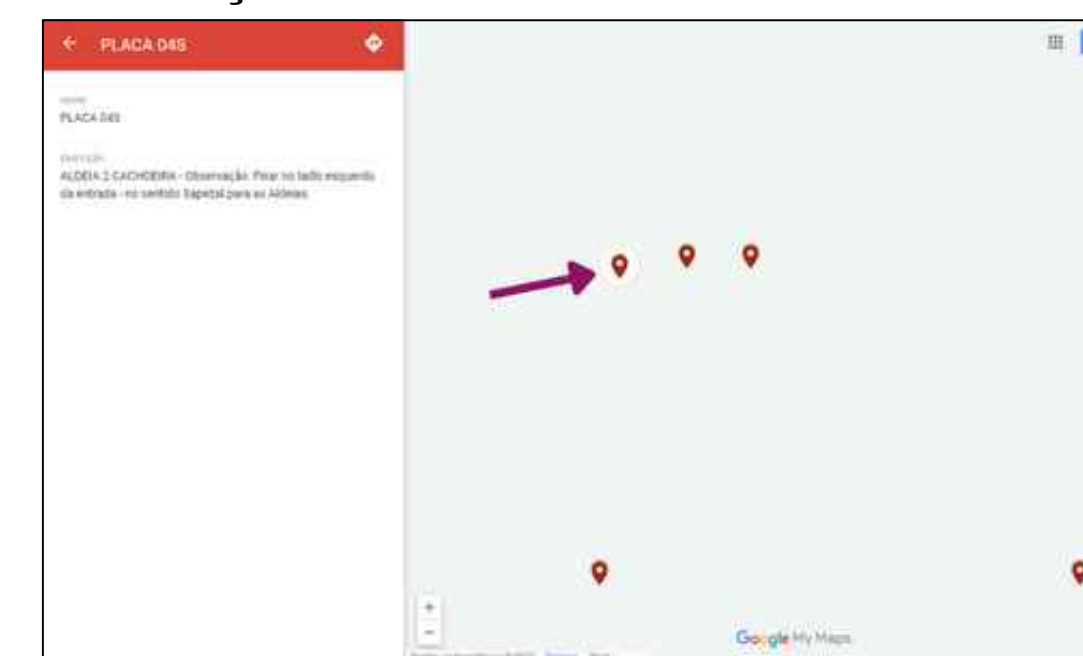 PLACA 04S
PLACA 04S
ALDEIA 2 CACHOEIRA - Observação: Fixar no lado esquerdo
da entrada - no sentido Sapezal para as Aldeias.
+
-
Google My Maps